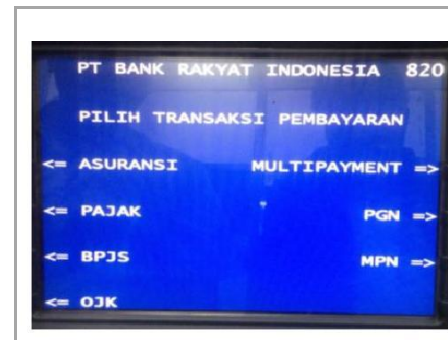 PT BANK RAKYAT INDONESIA 820
PILIH TRANSAKSI PEMBAYARAN
<= ASURANSI MULTIPAYMENT =>
<= PAJAK PGN =>
<= BPJS MPN =>
<= OJK